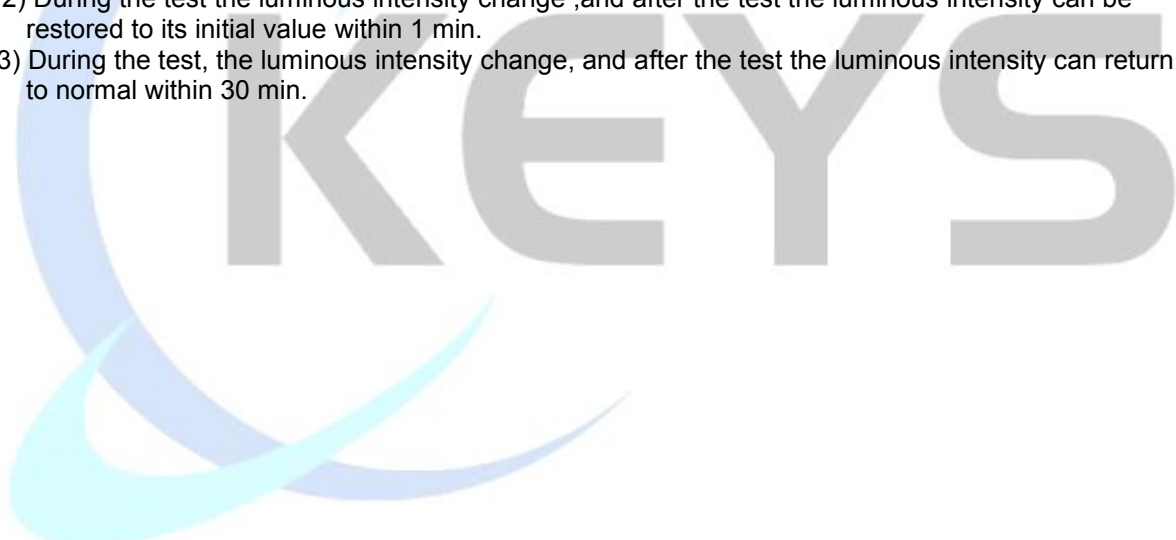 2) During the test the luminous intensity change ,and after the test the luminous intensity can be
restored to its initial value within 1 min.
3) During the test, the luminous intensity change, and after the test the luminous intensity can return
to normal within 30 min.
KEYS